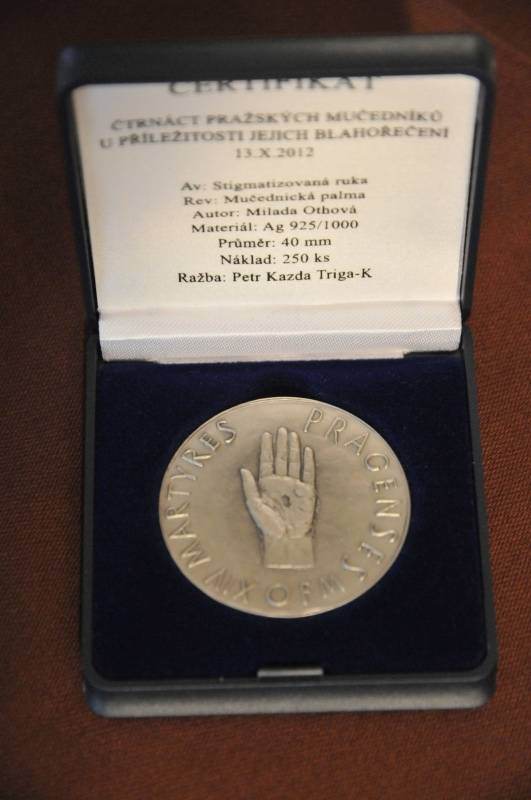 CERTIFIKÁT
ČTRNÁCT PRAŽSKÝCH MUČEDNÍKŮ
U PŘÍLEŽITOSTI JEJICH BLAHOŘEČENÍ
13.X.2012
Av: Stigmatizovaná ruka
Rev: Mučednická palma
Autor: Milada Othová
Materiál: Ag 925/1000
Průměr: 40 mm
Náklad: 250 ks
Ražba: Petr Kazda Triga-K
XIV MARTYRES PRAGENSES OFM